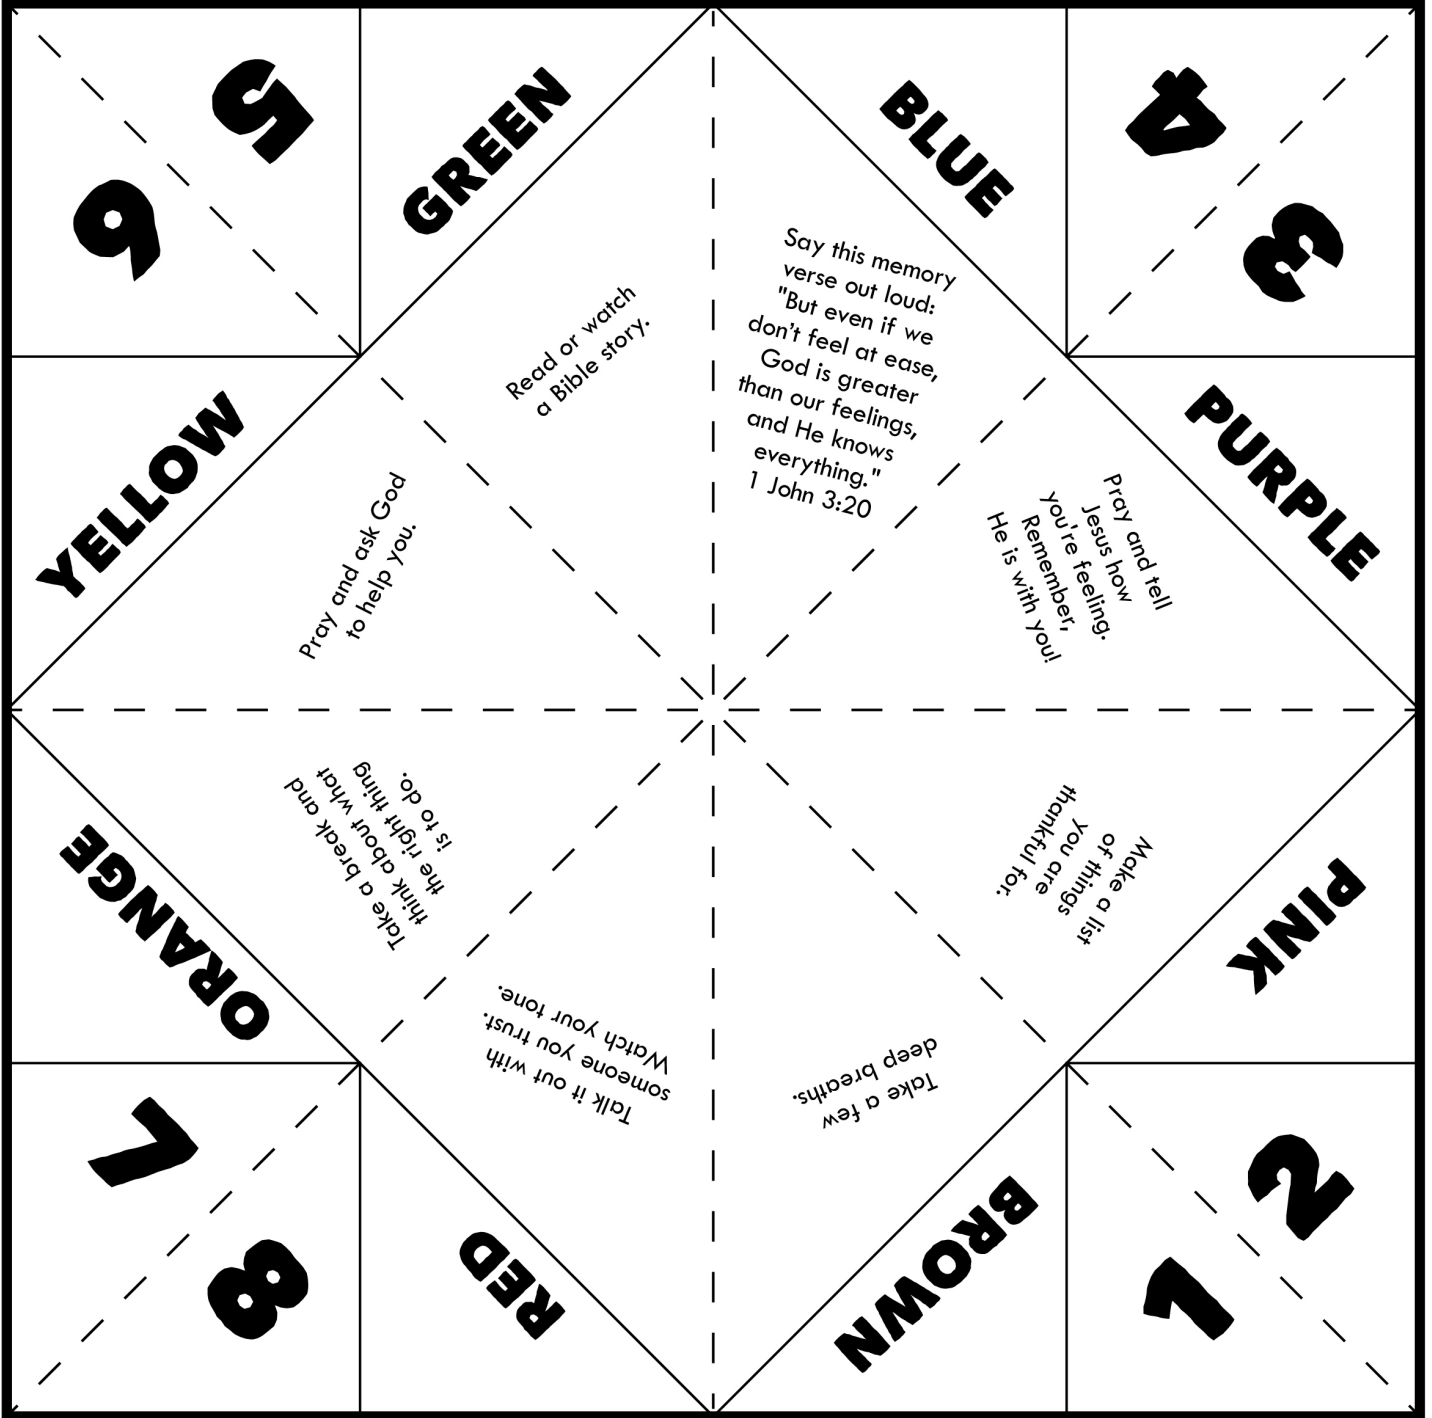 5
6
GREEN
BLUE
4
3
YELLOW
PURPLE
Read or watch
a Bible story.
Say this memory
verse out loud:
"But even if we
don't feel at ease,
God is greater
than our feelings,
and He knows
everything."
1 John 3:20
Pray and ask God
to help you.
Pray and tell
Jesus how
you're feeling.
Remember,
He is with you!
Take a break and
think about what
the right thing
is to do.
Make a list
of things
you are
thankful for.
Talk it out with
someone you trust.
Watch your tone.
Take a few
deep breaths.
ORANGE
PINK
7
8
RED
BROWN
2
1